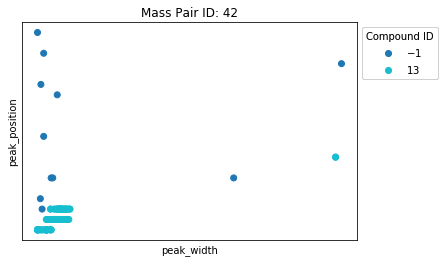 Mass Pair ID: 42
Compound ID
−1
13
peak_position
peak_width